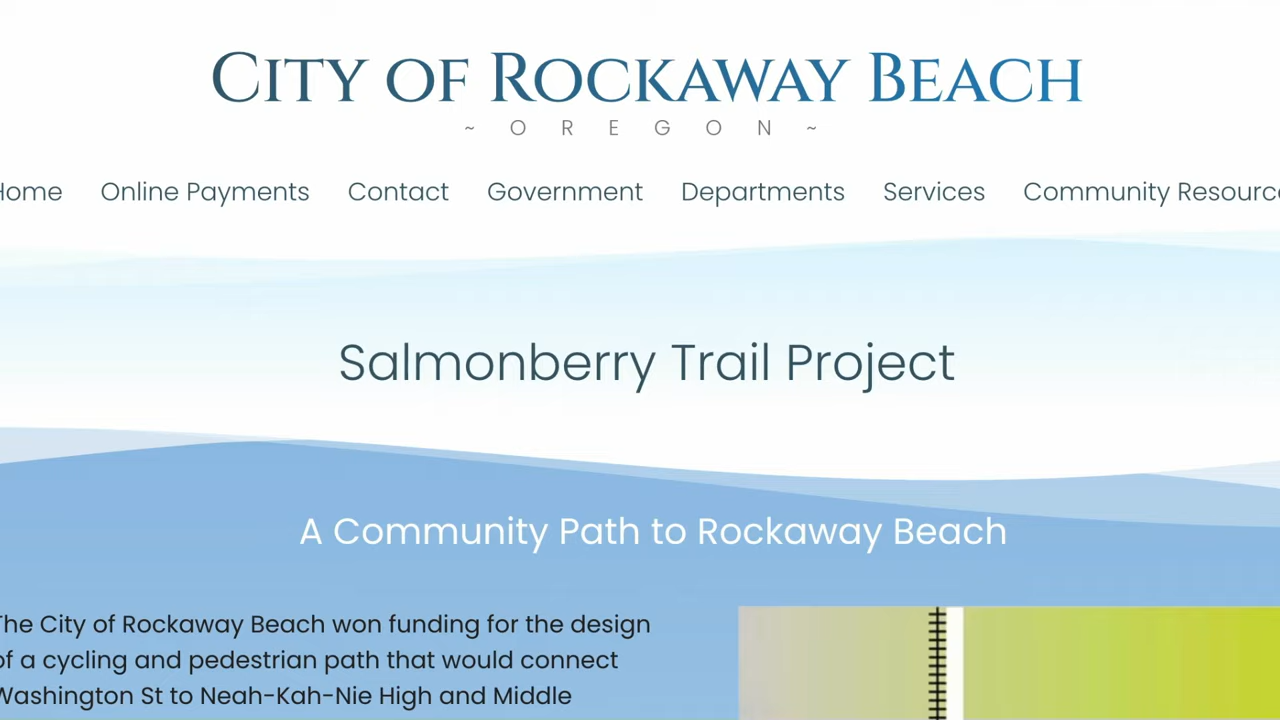 CITY OF ROCKAWAY BEACH
~ OREGON ~
Home Online Payments Contact Government Departments Services Community
Salmonberry Trail Project
A Community Path to Rockaway Beach
The City of Rockaway Beach won funding for the design
of a cycling and pedestrian path that would connect
Washington St to Neah-Kah-Nie High and Middle